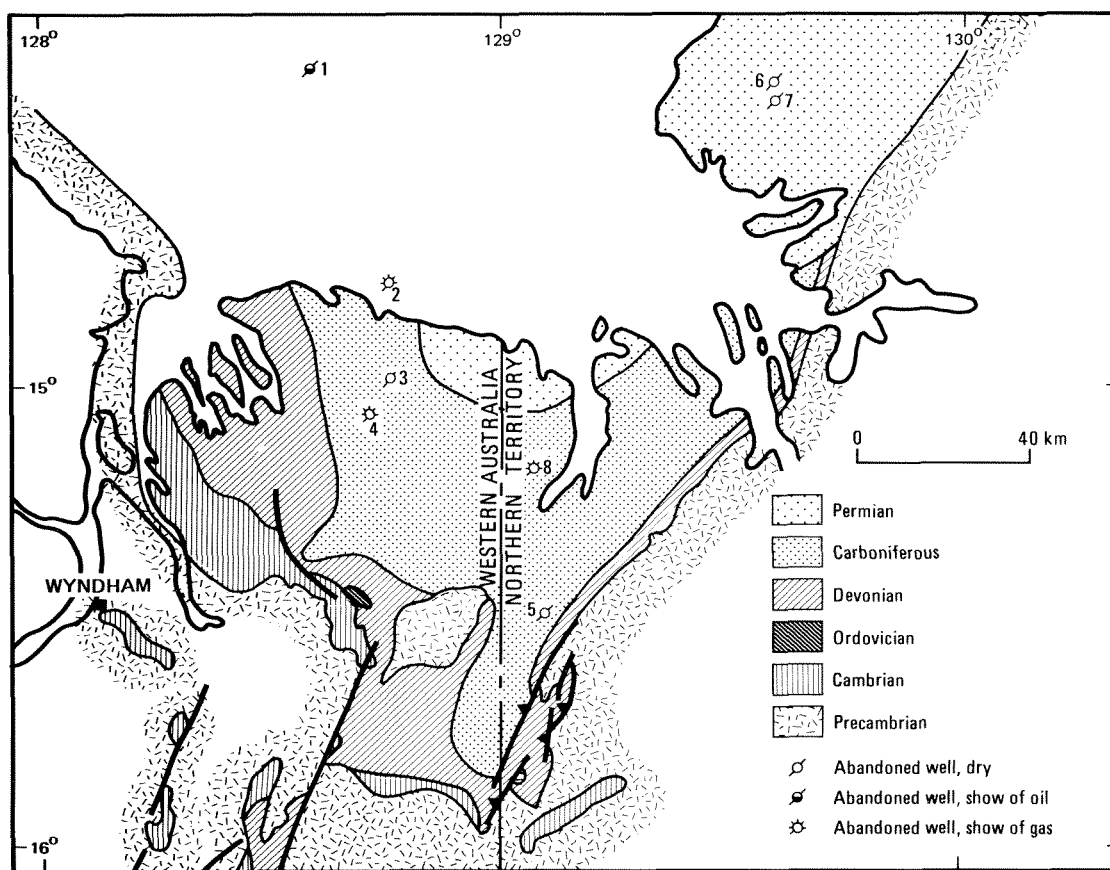 128°
129°
130°
1
6
7
2
3
15°
4
WESTERN AUSTRALIA
NORTHERN TERRITORY
8
0 40 km
Permian
Carboniferous
WYNDHAM
Devonian
5
Ordovician
Cambrian
Precambrian
Abandoned well, dry
Abandoned well, show of oil
Abandoned well, show of gas
16°